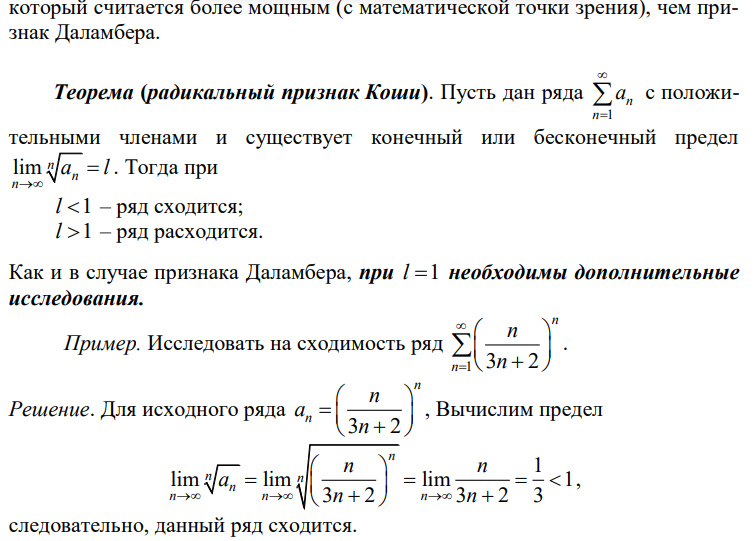 который считается более мощным (с математической точки зрения), чем при-
знак Даламбера.
Теорема (радикальный признак Коши). Пусть дан ряда $\sum_{n=1}^{\infty} a_n$ с положи-
тельными членами и существует конечный или бесконечный предел
$\lim_{n\to\infty} \sqrt[n]{a_n} = l$. Тогда при
$l < 1$ – ряд сходится;
$l > 1$ – ряд расходится.
Как и в случае признака Даламбера, при $l = 1$ необходимы дополнительные
исследования.
Пример. Исследовать на сходимость ряд $\sum_{n=1}^{\infty} \left( \frac{n}{3n+2} \right)^n$.
Решение. Для исходного ряда $a_n = \left( \frac{n}{3n+2} \right)^n$, Вычислим предел
$\lim_{n\to\infty} \sqrt[n]{a_n} = \lim_{n\to\infty} \sqrt[n]{\left( \frac{n}{3n+2} \right)^n} = \lim_{n\to\infty} \frac{n}{3n+2} = \frac{1}{3} < 1$,
следовательно, данный ряд сходится.